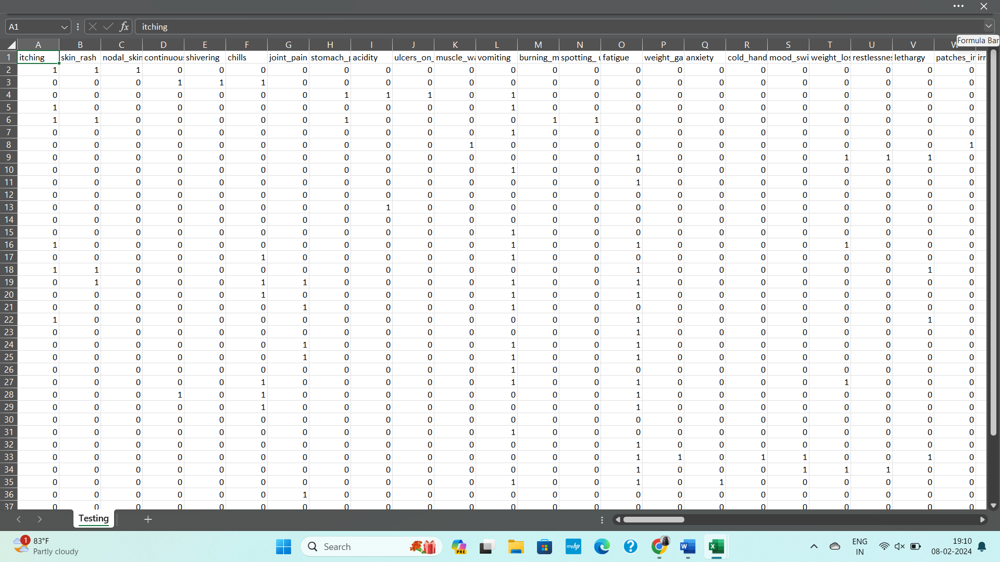 A1 fx itching
Formula Bar
A B C D E F G H I J K L M N O P Q R S T U V W
1 itching skin_rash nodal_skin continuous shivering chills joint_pain stomach_p acidity ulcers_on_ muscle_wa vomiting burning_m spotting_ u fatigue weight_ga anxiety cold_hand mood_swi weight_los restlessnes lethargy patches_in irr
2 1 1 1 0 0 0 0 0 0 0 0 0 0 0 0 0 0 0 0 0 0 0 0
3 0 0 0 1 1 1 0 0 0 0 0 0 0 0 0 0 0 0 0 0 0 0 0
4 0 0 0 0 0 0 0 1 1 1 0 1 0 0 0 0 0 0 0 0 0 0 0
5 1 0 0 0 0 0 0 0 0 0 0 1 0 0 0 0 0 0 0 0 0 0 0
6 1 1 0 0 0 0 0 1 0 0 0 0 1 1 0 0 0 0 0 0 0 0 0
7 0 0 0 0 0 0 0 0 0 0 0 1 0 0 0 0 0 0 0 0 0 0 0
8 0 0 0 0 0 0 0 0 0 0 1 0 0 0 0 0 0 0 0 0 0 0 1
9 0 0 0 0 0 0 0 0 0 0 0 0 0 0 1 0 0 0 0 1 1 1 0
10 0 0 0 0 0 0 0 0 0 0 0 1 0 0 0 0 0 0 0 0 0 0 0
11 0 0 0 0 0 0 0 0 0 0 0 0 0 0 1 0 0 0 0 0 0 0 0
12 0 0 0 0 0 0 0 0 0 0 0 0 0 0 0 0 0 0 0 0 0 0 0
13 0 0 0 0 0 0 0 0 1 0 0 0 0 0 0 0 0 0 0 0 0 0 0
14 0 0 0 0 0 0 0 0 0 0 0 0 0 0 0 0 0 0 0 0 0 0 0
15 0 0 0 0 0 0 0 0 0 0 0 1 0 0 0 0 0 0 0 0 0 0 0
16 1 0 0 0 0 0 0 0 0 0 0 1 0 0 1 0 0 0 0 1 0 0 0
17 0 0 0 0 0 1 0 0 0 0 0 1 0 0 0 0 0 0 0 0 0 0 0
18 1 1 0 0 0 0 0 0 0 0 0 0 0 0 1 0 0 0 0 0 0 1 0
19 0 1 0 0 0 1 1 0 0 0 0 1 0 0 1 0 0 0 0 0 0 0 0
20 0 0 0 0 0 1 0 0 0 0 0 1 0 0 1 0 0 0 0 0 0 0 0
21 0 0 0 0 0 0 1 0 0 0 0 1 0 0 0 0 0 0 0 0 0 0 0
22 1 0 0 0 0 0 0 0 0 0 0 0 0 0 1 0 0 0 0 0 0 1 0
23 0 0 0 0 0 0 0 0 0 0 0 0 0 0 1 0 0 0 0 0 0 0 0
24 0 0 0 0 0 0 1 0 0 0 0 1 0 0 1 0 0 0 0 0 0 0 0
25 0 0 0 0 0 0 1 0 0 0 0 1 0 0 1 0 0 0 0 0 0 0 0
26 0 0 0 0 0 0 0 0 0 0 0 1 0 0 0 0 0 0 0 0 0 0 0
27 0 0 0 0 0 1 0 0 0 0 0 1 0 0 1 0 0 0 0 1 0 0 0
28 0 0 0 1 0 1 0 0 0 0 0 0 0 0 1 0 0 0 0 0 0 0 0
29 0 0 0 0 0 1 0 0 0 0 0 0 0 0 1 0 0 0 0 0 0 0 0
30 0 0 0 0 0 0 0 0 0 0 0 0 0 0 0 0 0 0 0 0 0 0 0
31 0 0 0 0 0 0 0 0 0 0 0 1 0 0 0 0 0 0 0 0 0 0 0
32 0 0 0 0 0 0 0 0 0 0 0 0 0 0 1 0 0 0 0 0 0 0 0
33 0 0 0 0 0 0 0 0 0 0 0 0 0 0 1 1 0 1 1 0 0 1 0
34 0 0 0 0 0 0 0 0 0 0 0 0 0 0 1 0 0 0 1 1 1 0 0
35 0 0 0 0 0 0 0 0 0 0 0 1 0 0 1 0 1 0 0 0 0 0 0
36 0 0 0 0 0 0 1 0 0 0 0 0 0 0 0 0 0 0 0 0 0 0 0
37 0 0 0 0 0 0 0 0 0 0 0 0 0 0 0 0 0 0 0 0 0 0 0
Testing
1 83°F
Partly cloudy
Search
PRE
myhp
W
X
ENG
IN
19:10
08-02-2024